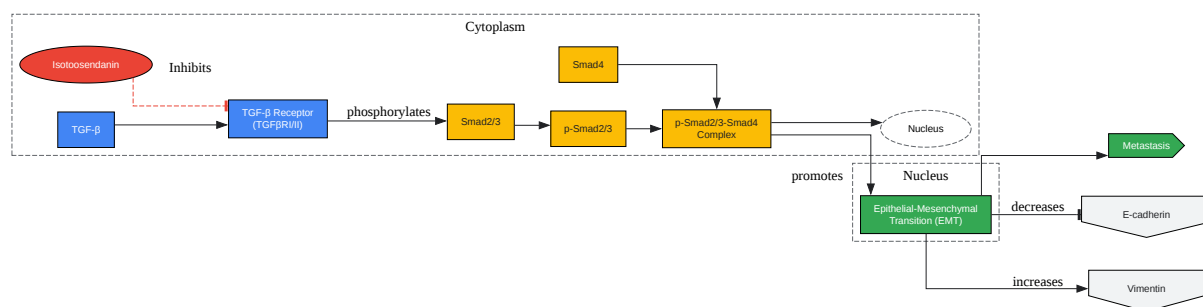 Cytoplasm
Isotoosendanin
Inhibits
Smad4
TGF-β
TGF-β Receptor
(TGFβRI/II)
phosphorylates
Smad2/3
p-Smad2/3
p-Smad2/3-Smad4
Complex
Nucleus
Metastasis
promotes
Nucleus
Epithelial-Mesenchymal
Transition (EMT)
decreases
E-cadherin
increases
Vimentin